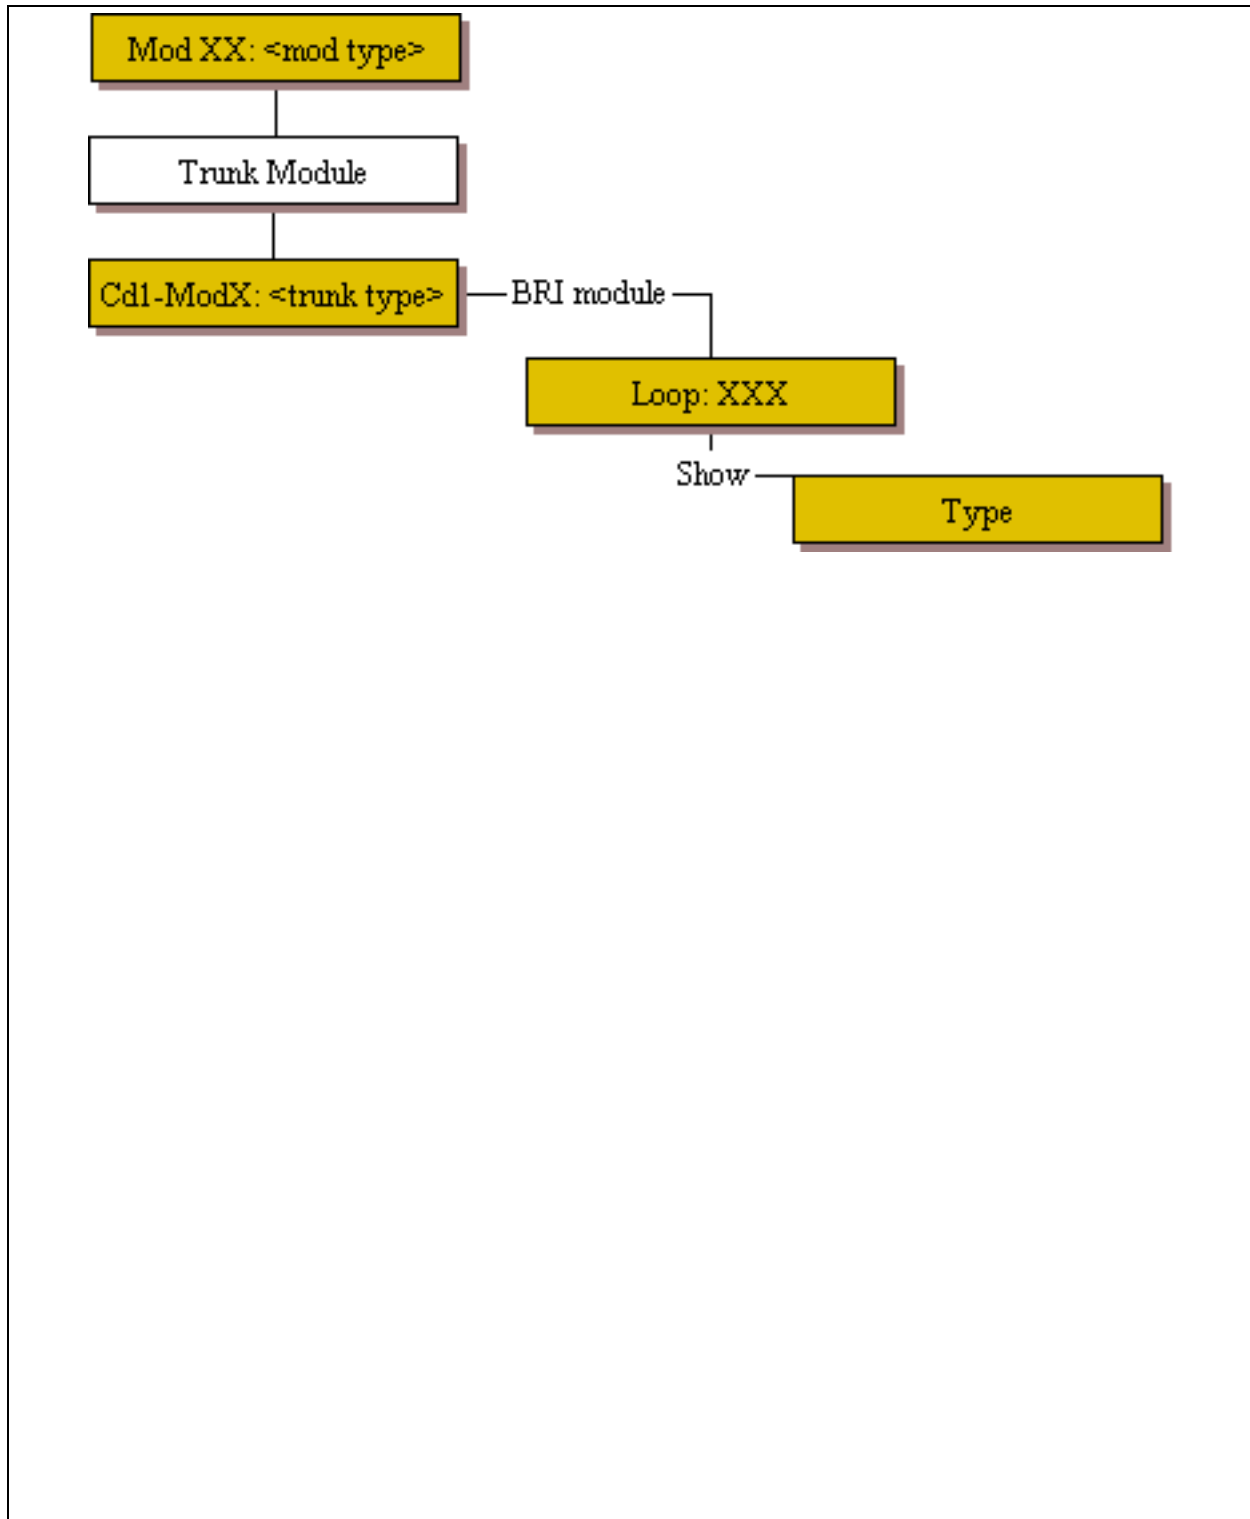 Mod XX: <mod type>
Trunk Module
Cd1-ModX: <trunk type>
BRI module
Loop: XXX
Show
Type